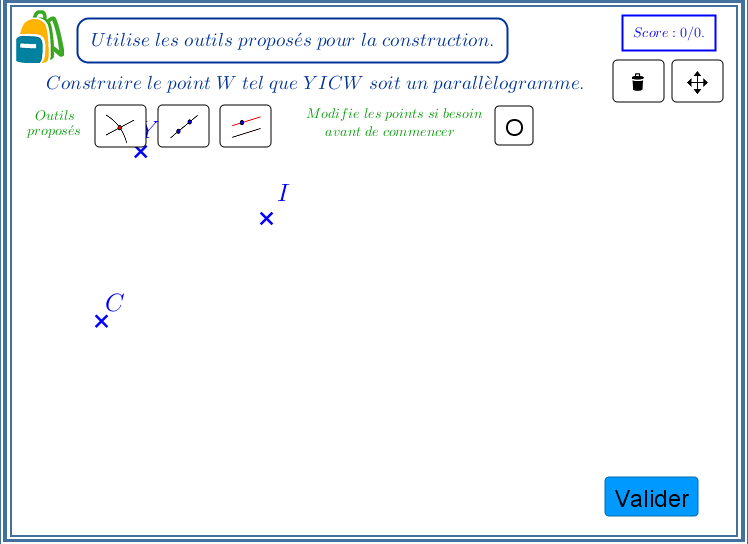 Utilise les outils proposés pour la construction.
Score : 0/0.
Construire le point W tel que YICW soit un parallèlogramme.
Outils
proposés
Modifie les points si besoin
avant de commencer
Y
I
C
Valider